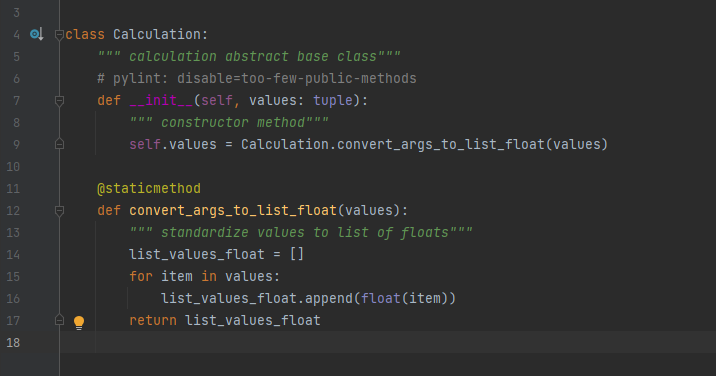 3
4 class Calculation:
5     """ calculation abstract base class"""
6     # pylint: disable=too-few-public-methods
7     def __init__(self, values: tuple):
8         """ constructor method"""
9         self.values = Calculation.convert_args_to_list_float(values)
10
11     @staticmethod
12     def convert_args_to_list_float(values):
13         """ standardize values to list of floats"""
14         list_values_float = []
15         for item in values:
16             list_values_float.append(float(item))
17         return list_values_float
18